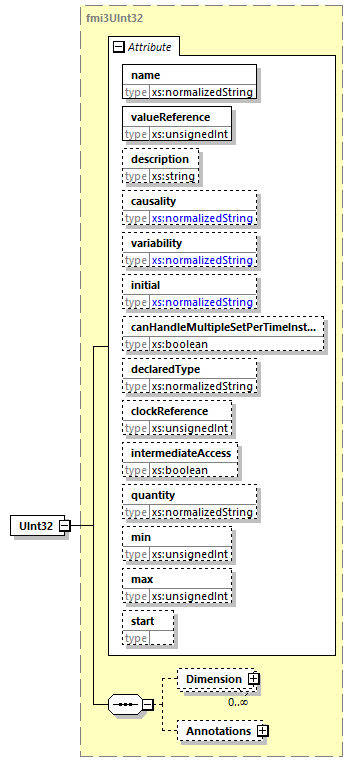 fmi3UInt32
Attribute
name
type xs:normalizedString
valueReference
type xs:unsignedInt
description
type xs:string
causality
type xs:normalizedString
variability
type xs:normalizedString
initial
type xs:normalizedString
canHandleMultipleSetPerTimeInst...
type xs:boolean
declaredType
type xs:normalizedString
clockReference
type xs:unsignedInt
intermediateAccess
type xs:boolean
quantity
type xs:normalizedString
min
type xs:unsignedInt
max
type xs:unsignedInt
start
type
UInt32
Dimension
0..∞
Annotations